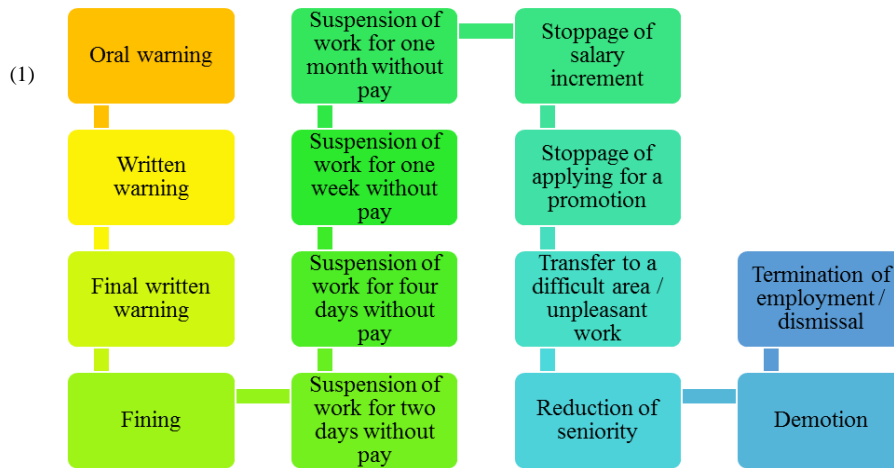 (1)
Oral warning
Written
warning
Final written
warning
Fining
Suspension of
work for two
days without
pay
Suspension of
work for four
days without
pay
Suspension of
work for one
week without
pay
Suspension of
work for one
month without
pay
Stoppage of
salary
increment
Stoppage of
applying for a
promotion
Transfer to a
difficult area /
unpleasant
work
Reduction of
seniority
Demotion
Termination of
employment /
dismissal